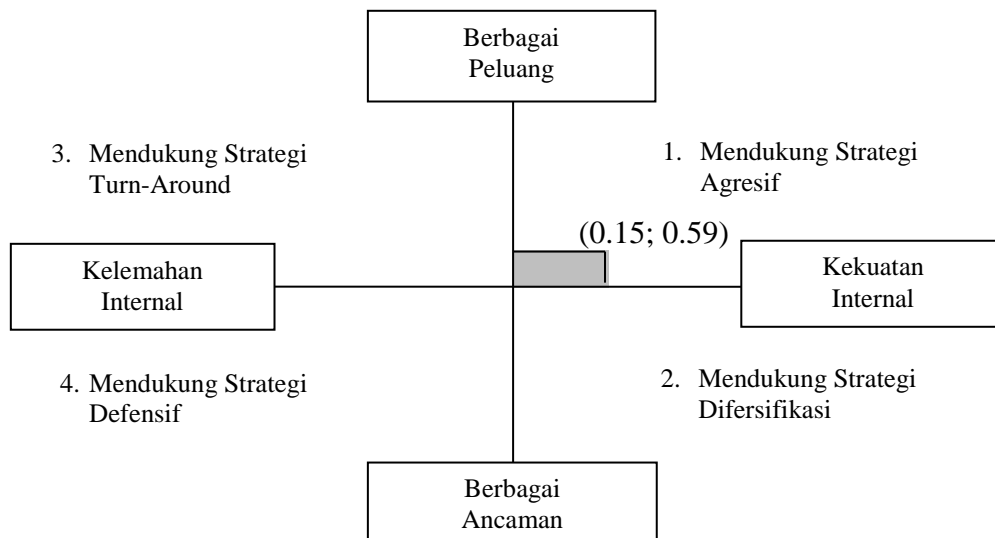 Berbagai
Peluang
3. Mendukung Strategi
Turn-Around
1. Mendukung Strategi
Agresif
(0.15; 0.59)
Kelemahan
Internal
Kekuatan
Internal
4. Mendukung Strategi
Defensif
2. Mendukung Strategi
Difersifikasi
Berbagai
Ancaman